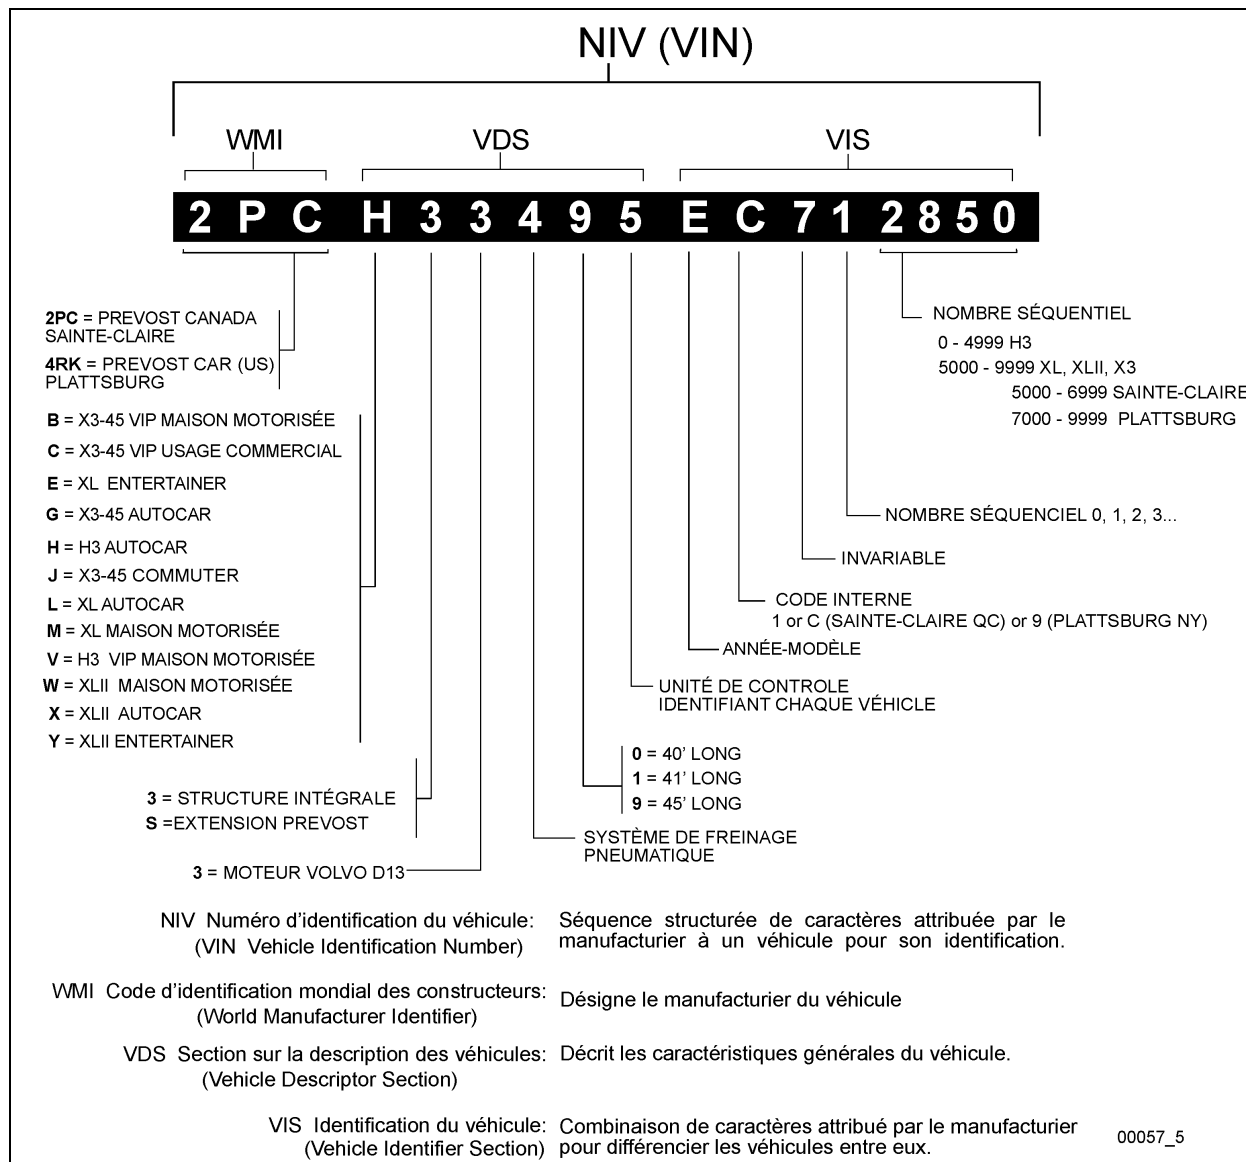 NIV (VIN)
WMI
VDS
VIS
2 P C H 3 3 4 9 5 E C 7 1 2 8 5 0
2PC = PREVOST CANADA
SAINTE-CLAIRE
4RK = PREVOST CAR (US)
PLATTSBURG
B = X3-45 VIP MAISON MOTORISÉE
C = X3-45 VIP USAGE COMMERCIAL
E = XL ENTERTAINER
G = X3-45 AUTOCAR
H = H3 AUTOCAR
J = X3-45 COMMUTER
L = XL AUTOCAR
M = XL MAISON MOTORISÉE
V = H3 VIP MAISON MOTORISÉE
W = XLII MAISON MOTORISÉE
X = XLII AUTOCAR
Y = XLII ENTERTAINER
3 = STRUCTURE INTÉGRALE
S =EXTENSION PREVOST
3 = MOTEUR VOLVO D13
NOMBRE SÉQUENTIEL
0 - 4999 H3
5000 - 9999 XL, XLII, X3
5000 - 6999 SAINTE-CLAIRE
7000 - 9999 PLATTSBURG
NOMBRE SÉQUENCIEL 0, 1, 2, 3...
INVARIABLE
CODE INTERNE
1 or C (SAINTE-CLAIRE QC) or 9 (PLATTSBURG NY)
ANNÉE-MODÈLE
UNITÉ DE CONTROLE
IDENTIFIANT CHAQUE VÉHICLE
0 = 40' LONG
1 = 41' LONG
9 = 45' LONG
SYSTÈME DE FREINAGE
PNEUMATIQUE
NIV Numéro d'identification du véhicule:
(VIN Vehicle Identification Number)
Séquence structurée de caractères attribuée par le
manufacturier à un véhicule pour son identification.
WMI Code d'identification mondial des constructeurs:
(World Manufacturer Identifier)
Désigne le manufacturier du véhicule
VDS Section sur la description des véhicules:
(Vehicle Descriptor Section)
Décrit les caractéristiques générales du véhicule.
VIS Identification du véhicule:
(Vehicle Identifier Section)
Combinaison de caractères attribué par le manufacturier
pour différencier les véhicules entre eux.
00057_5